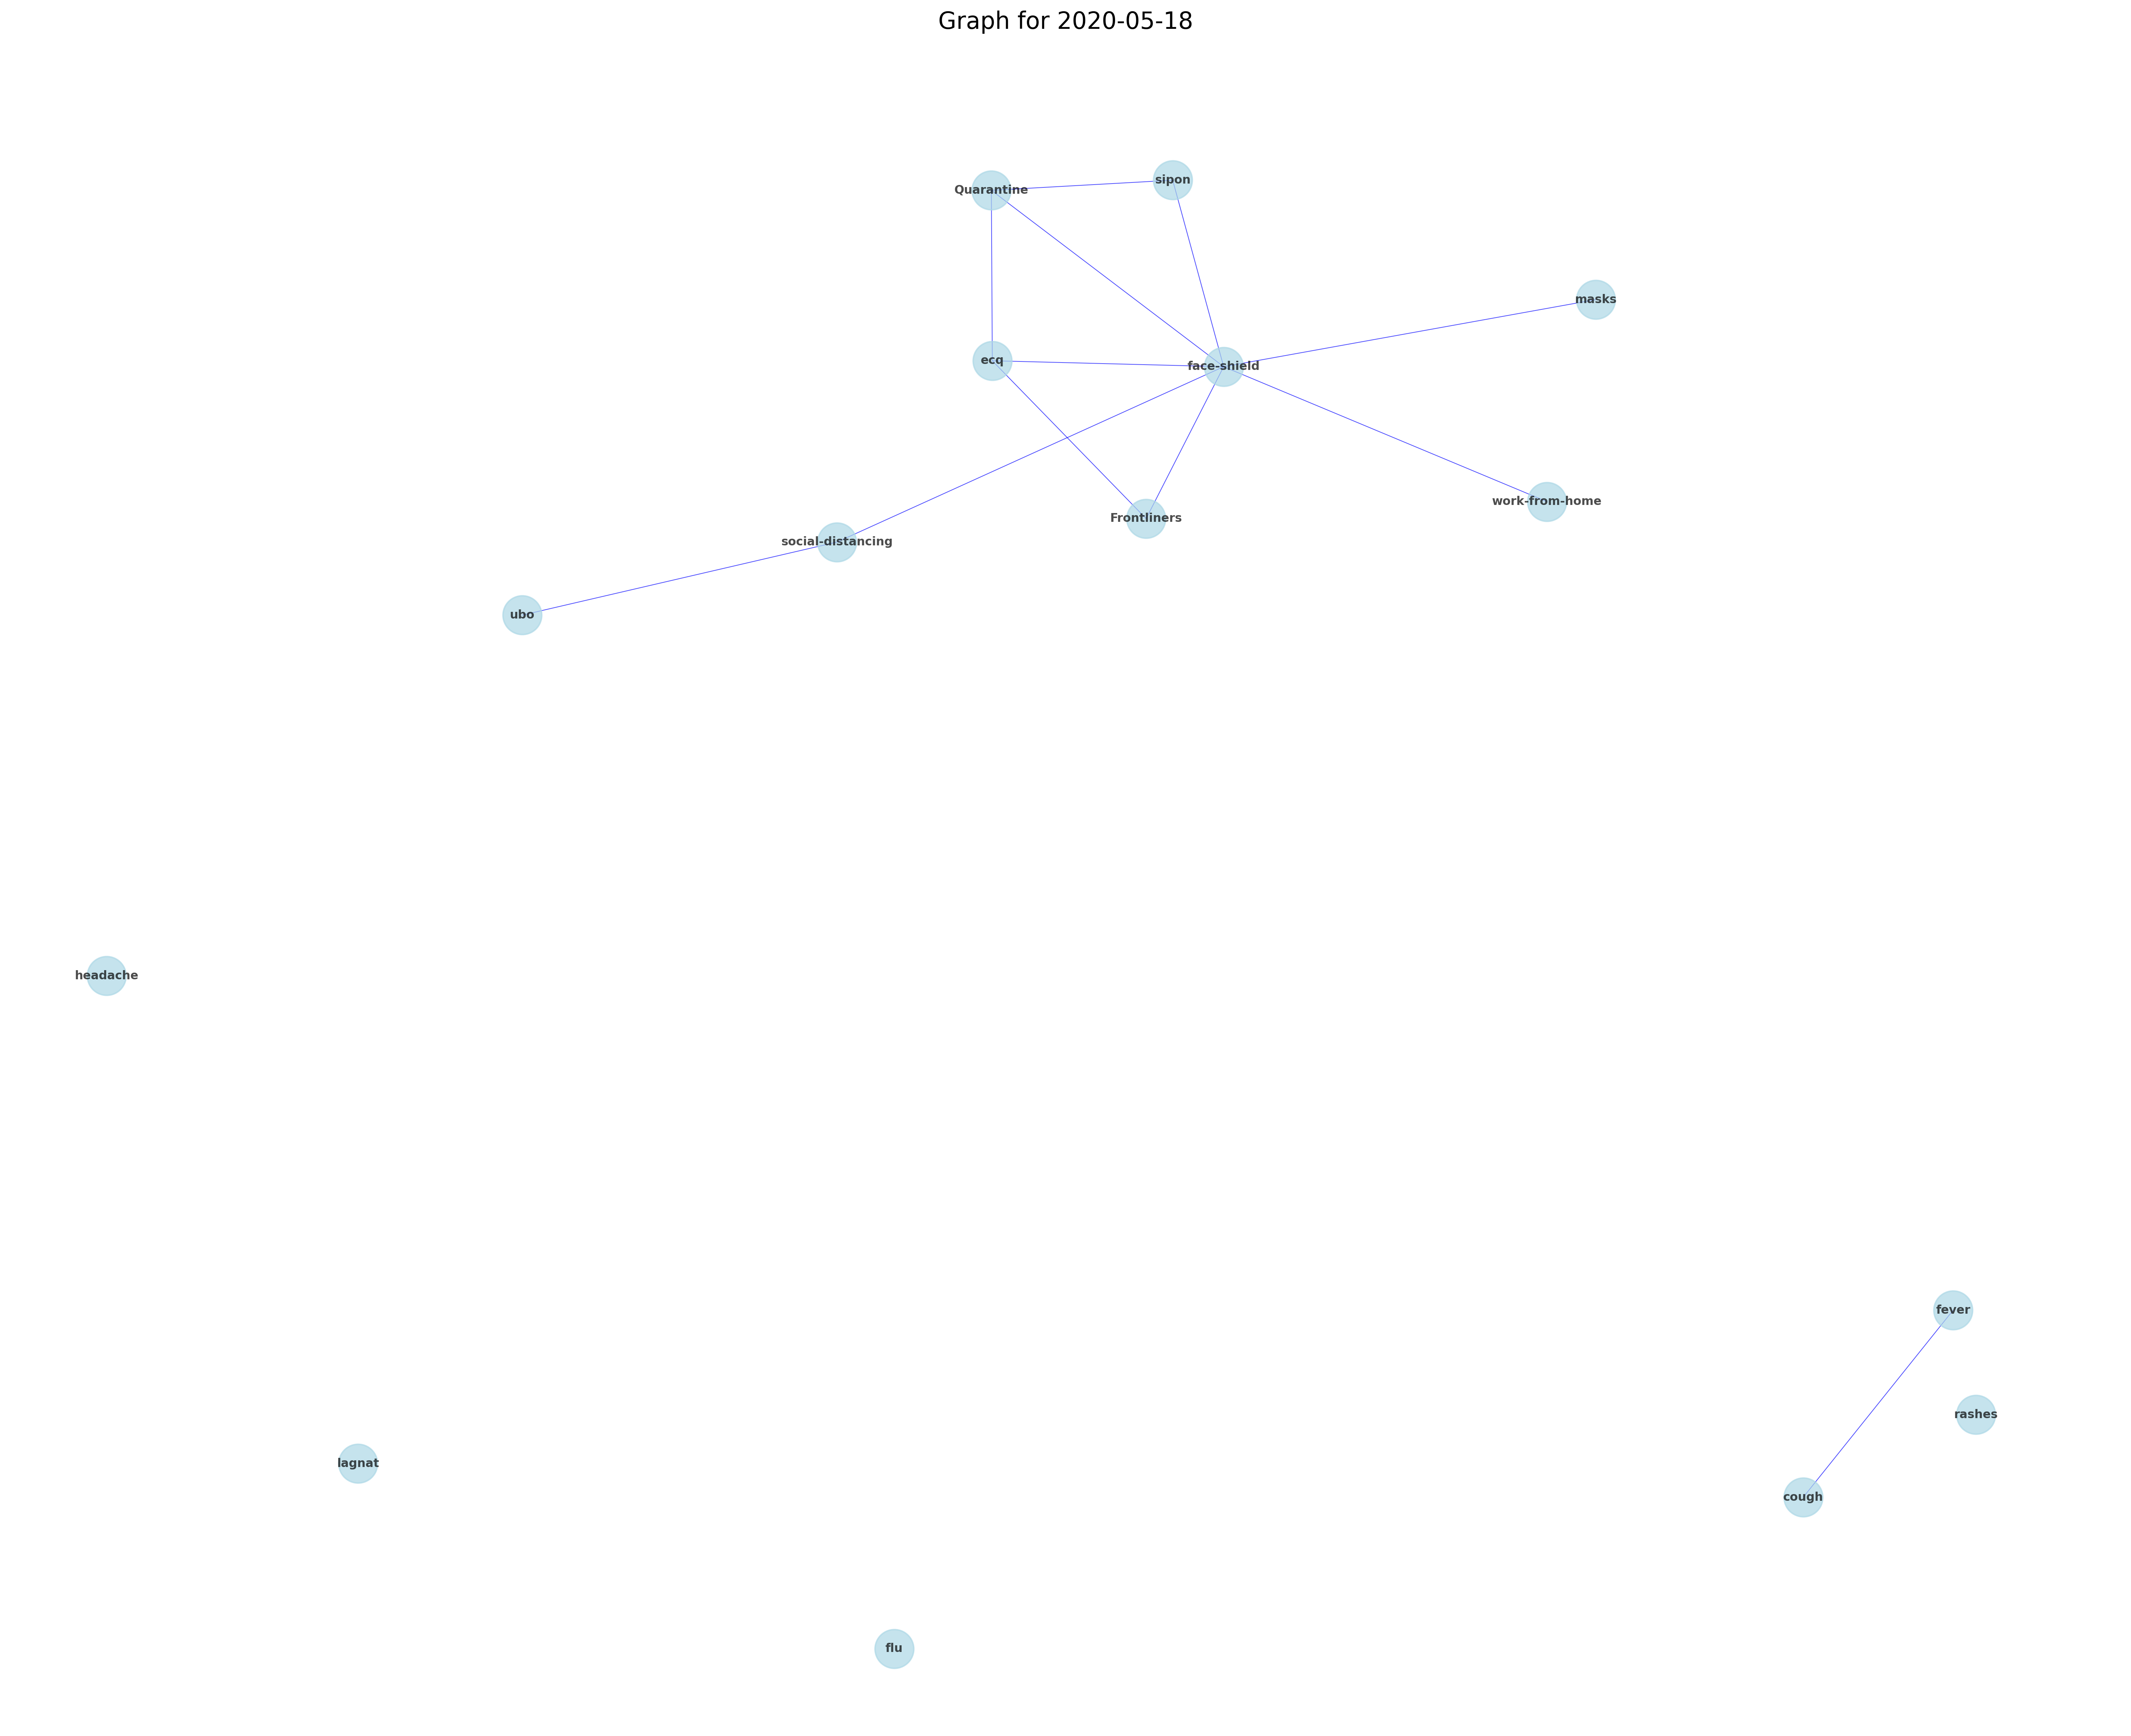 Graph for 2020-05-18
sipon
Quarantine
masks
ecq
face-shield
work-from-home
Frontliners
social-distancing
ubo
headache
fever
rashes
lagnat
cough
flu